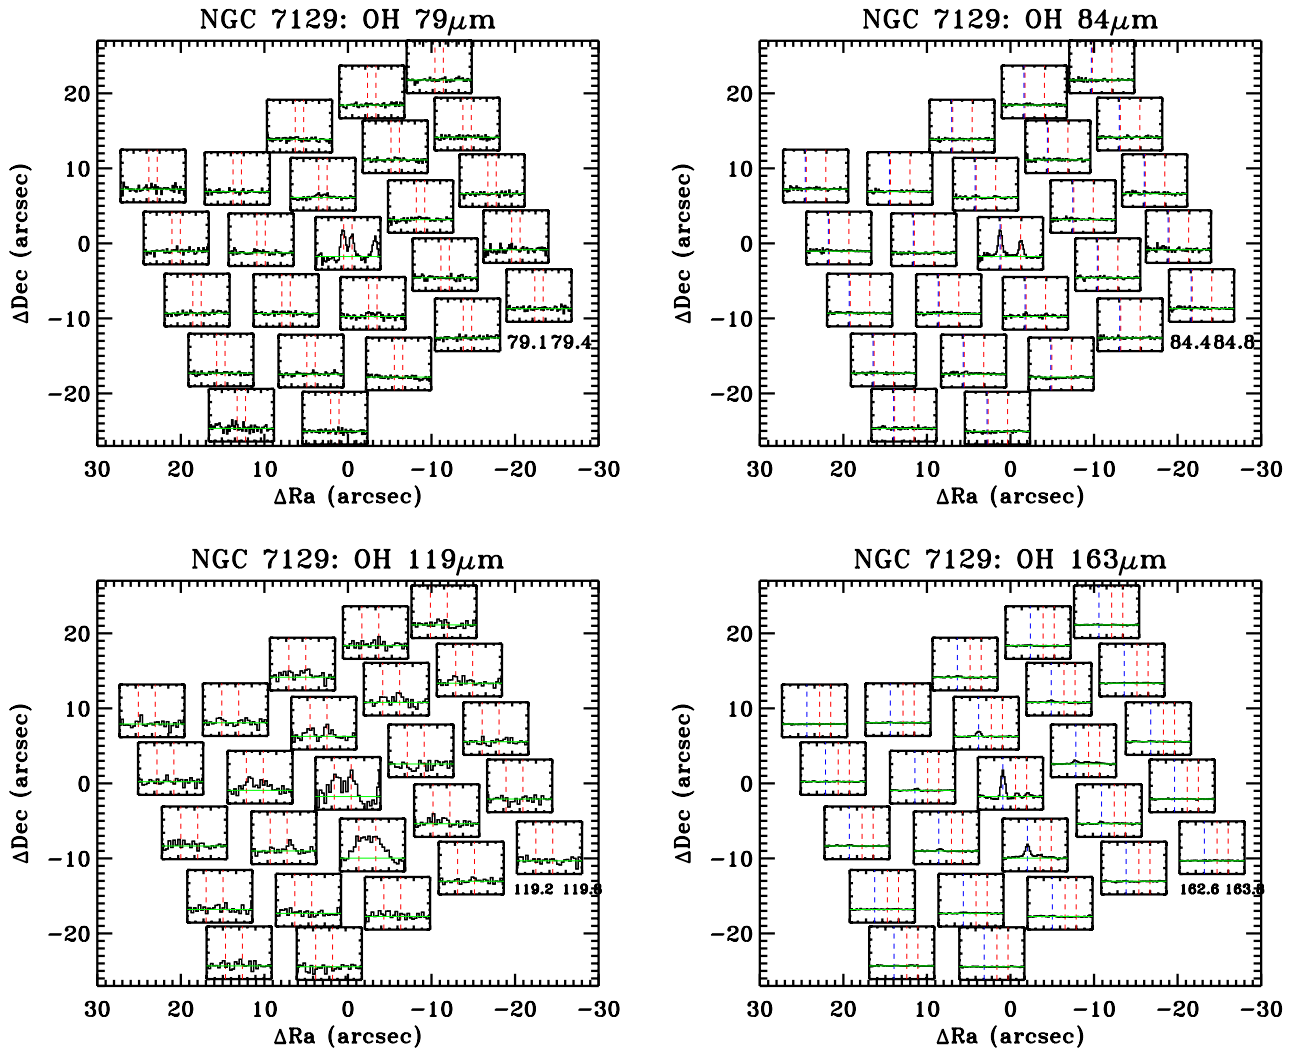 NGC 7129: OH 79μm
NGC 7129: OH 84μm
20
10
0
−10
−20
ΔDec (arcsec)
79.1 79.4
30 20 10 0 −10 −20 −30
ΔRa (arcsec)
20
10
0
−10
−20
ΔDec (arcsec)
84.4 84.8
30 20 10 0 −10 −20 −30
ΔRa (arcsec)
NGC 7129: OH 119μm
NGC 7129: OH 163μm
20
10
0
−10
−20
ΔDec (arcsec)
119.2 119.6
30 20 10 0 −10 −20 −30
ΔRa (arcsec)
20
10
0
−10
−20
ΔDec (arcsec)
162.6 163.8
30 20 10 0 −10 −20 −30
ΔRa (arcsec)